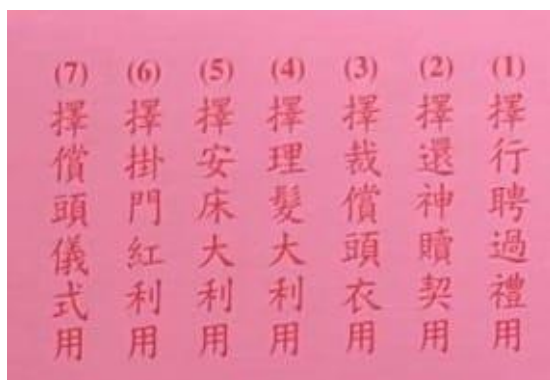 (1)擇行聘過禮用
(2)擇還神贖契用
(3)擇裁償頭衣用
(4)擇理髮大利用
(5)擇安床大利用
(6)擇掛門紅利用
(7)擇償頭儀式用